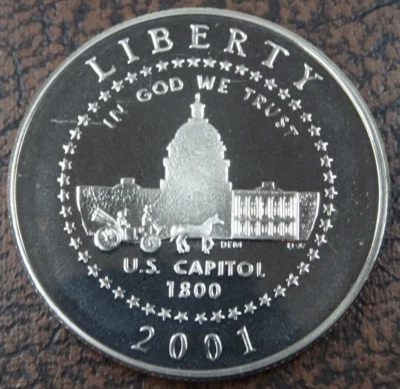 LIBERTY
IN GOD WE TRUST
DEM
U.S. CAPITOL
1800
2001